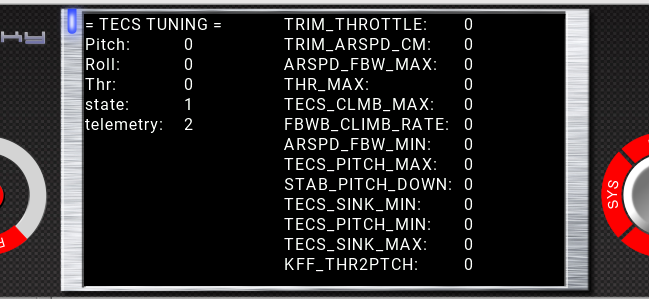 = TECS TUNING =
Pitch: 0
Roll: 0
Thr: 0
state: 1
telemetry: 2
TRIM_THROTTLE: 0
TRIM_ARSPD_CM: 0
ARSPD_FBW_MAX: 0
THR_MAX: 0
TECS_CLMB_MAX: 0
FBWB_CLIMB_RATE: 0
ARSPD_FBW_MIN: 0
TECS_PITCH_MAX: 0
STAB_PITCH_DOWN: 0
TECS_SINK_MIN: 0
TECS_PITCH_MIN: 0
TECS_SINK_MAX: 0
KFF_THR2PTCH: 0
SYS